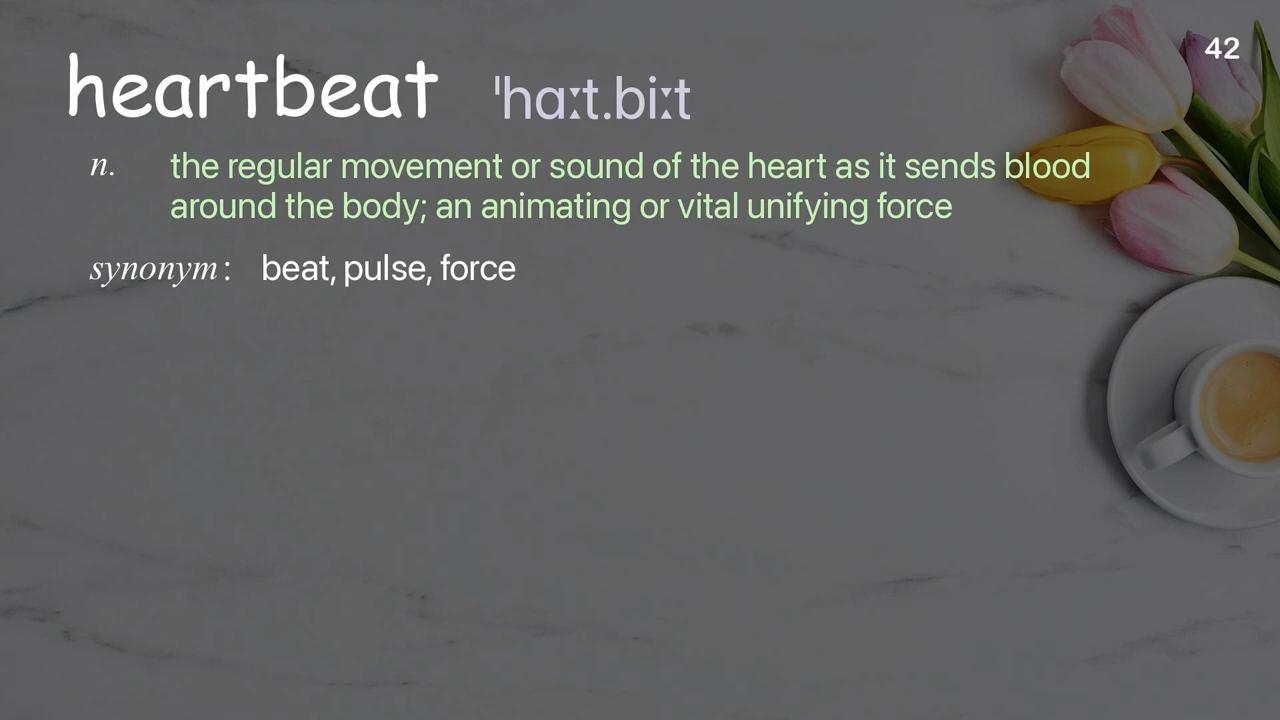 42
heartbeat ˈhɑːt.biːt
n. the regular movement or sound of the heart as it sends blood
around the body; an animating or vital unifying force
synonym: beat, pulse, force